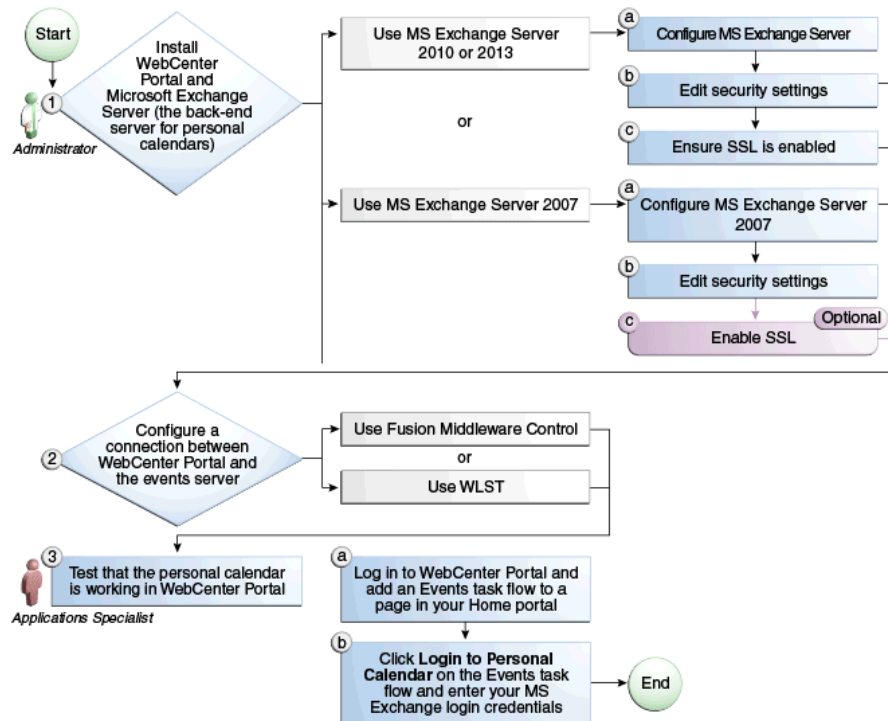 Start
1
Administrator
Install
WebCenter
Portal and
Microsoft Exchange
Server (the back-end
server for personal
calendars)
Use MS Exchange Server
2010 or 2013
or
Use MS Exchange Server 2007
a
Configure MS Exchange Server
b
Edit security settings
c
Ensure SSL is enabled
a
Configure MS Exchange Server
2007
b
Edit security settings
c
Optional
Enable SSL
2
Configure a
connection between
WebCenter Portal and
the events server
Use Fusion Middleware Control
or
Use WLST
3
Test that the personal calendar
is working in WebCenter Portal
Applications Specialist
a
Log in to WebCenter Portal and
add an Events task flow to a
page in your Home portal
b
Click Login to Personal
Calendar on the Events task
flow and enter your MS
Exchange login credentials
End